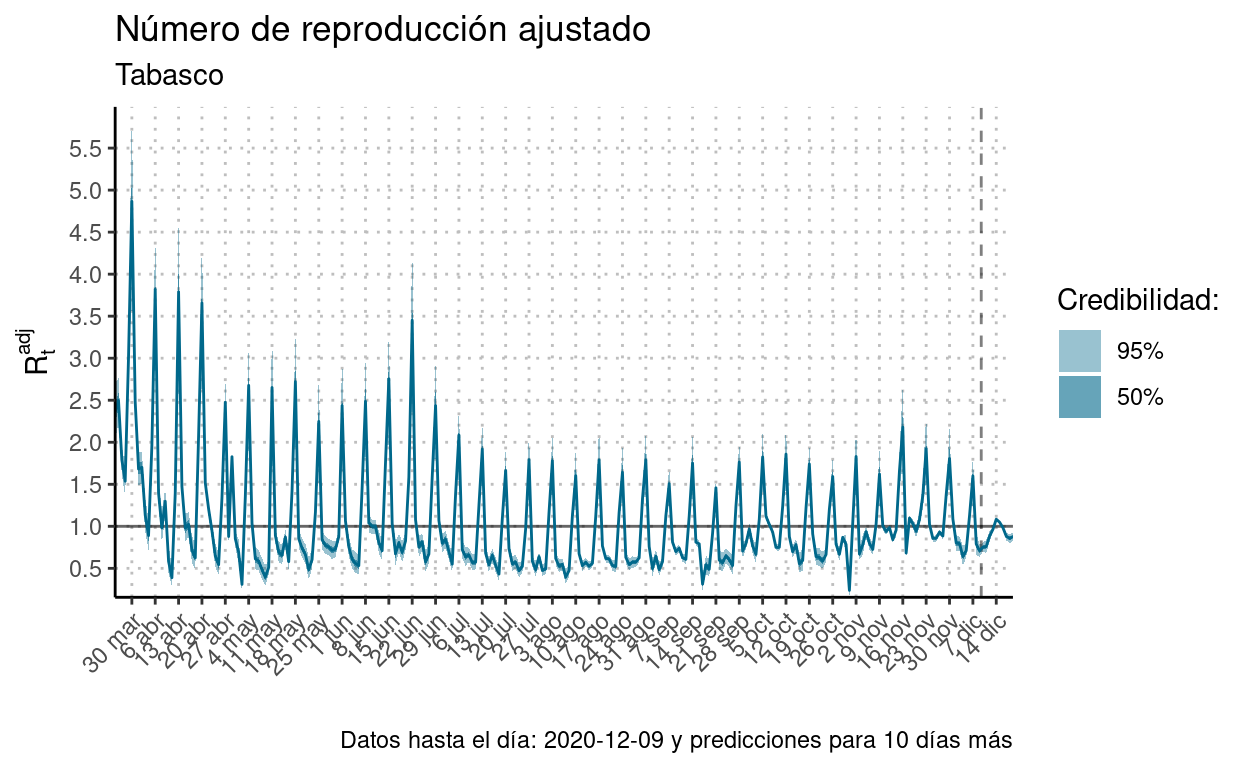 Número de reproducción ajustado
Tabasco
5.5
5.0
4.5
4.0
3.5
3.0
2.5
2.0
1.5
1.0
0.5
R_t^adj
30 mar
6 abr
13 abr
20 abr
27 abr
4 may
11 may
18 may
25 may
1 jun
8 jun
15 jun
22 jun
29 jun
6 jul
13 jul
20 jul
27 jul
3 ago
10 ago
17 ago
24 ago
31 ago
7 sep
14 sep
21 sep
28 sep
5 oct
12 oct
19 oct
26 oct
2 nov
9 nov
16 nov
23 nov
30 nov
7 dic
14 dic
Credibilidad:
95%
50%
Datos hasta el día: 2020-12-09 y predicciones para 10 días más